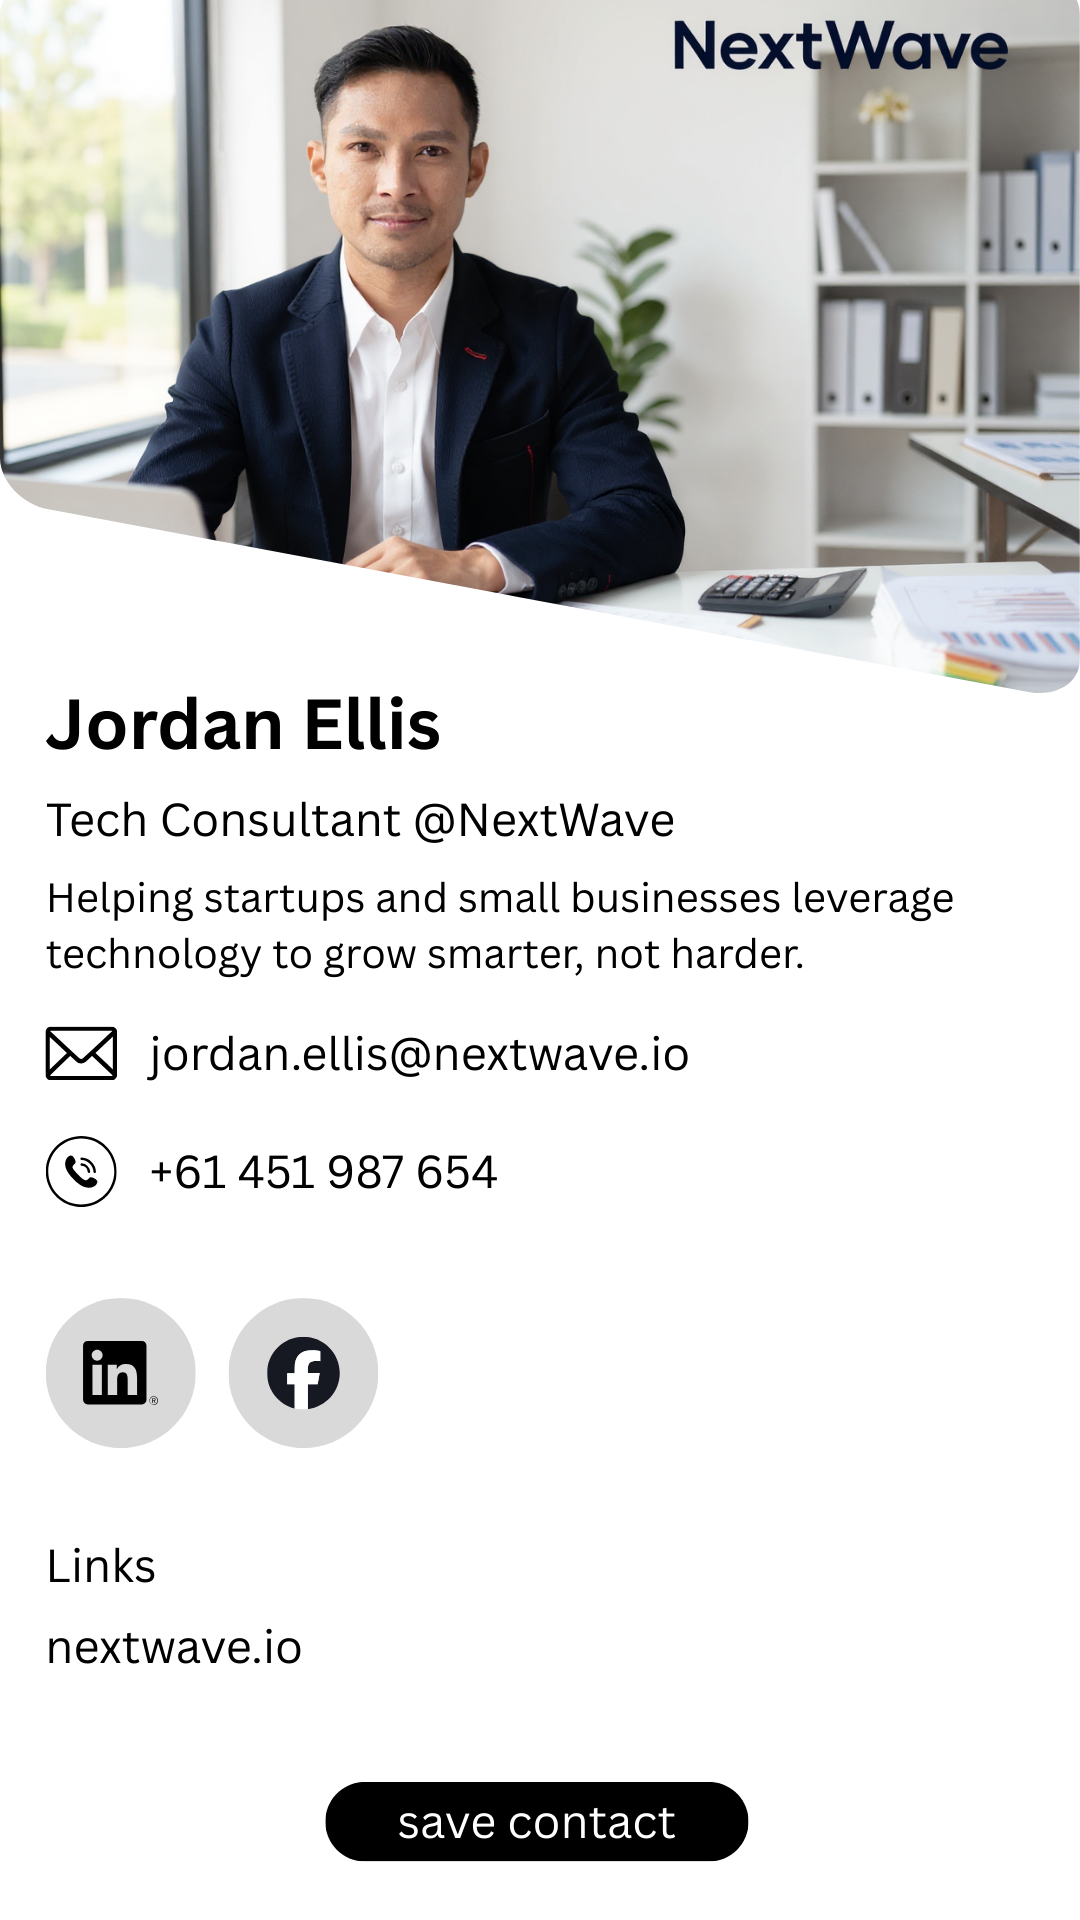 NextWave
Jordan Ellis
Tech Consultant @NextWave
Helping startups and small businesses leverage
technology to grow smarter, not harder.
jordan.ellis@nextwave.io
+61 451 987 654
in®
f
Links
nextwave.io
save contact